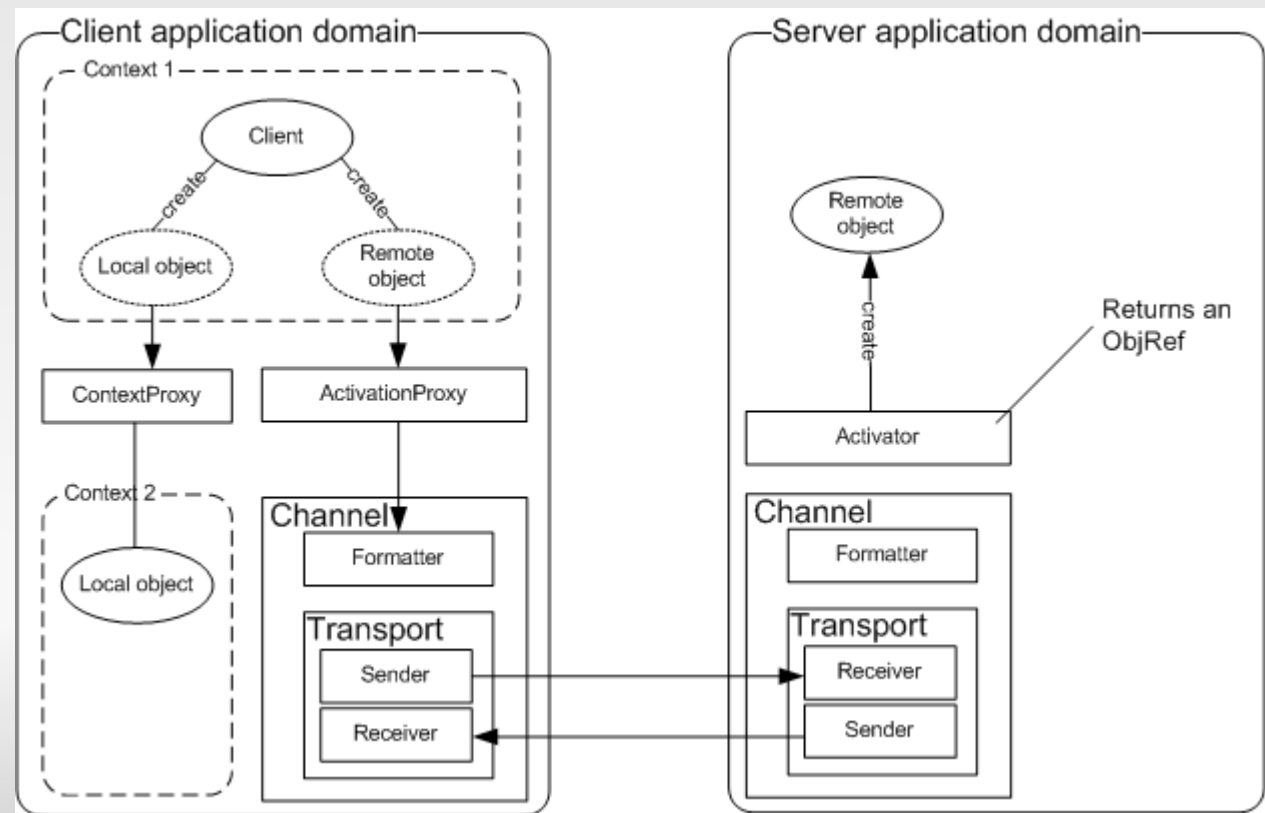 Client application domain
Context 1
Client
create
create
Local object
Remote
object
ContextProxy
ActivationProxy
Context 2
Local object
Channel
Formatter
Transport
Sender
Receiver
Server application domain
Remote
object
create
Returns an
ObjRef
Activator
Channel
Formatter
Transport
Receiver
Sender